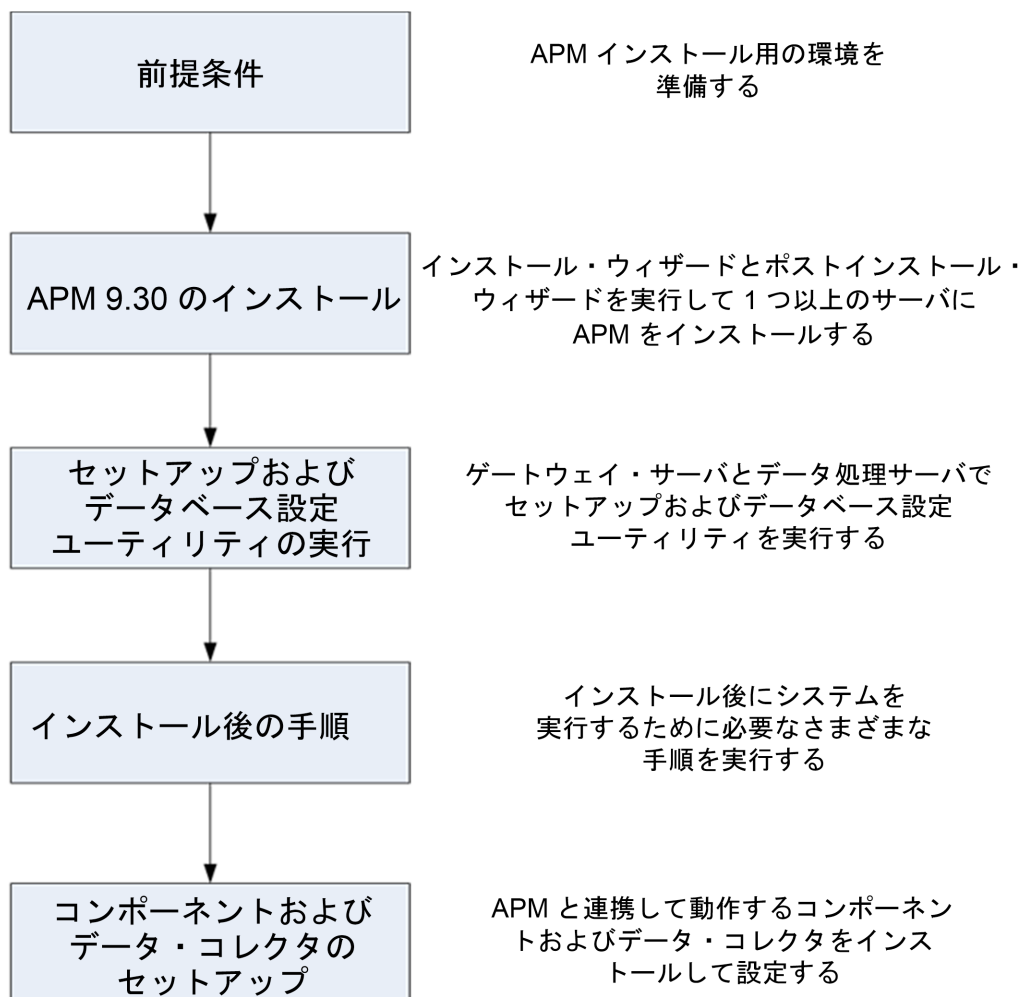 前提条件
APM インストール用の環境を
準備する
APM 9.30 のインストール
インストール・ウィザードとポストインストール・
ウィザードを実行して 1 つ以上のサーバに
APM をインストールする
セットアップおよび
データベース設定
ユーティリティの実行
ゲートウェイ・サーバとデータ処理サーバで
セットアップおよびデータベース設定
ユーティリティを実行する
インストール後の手順
インストール後にシステムを
実行するために必要なさまざまな
手順を実行する
コンポーネントおよび
データ・コレクタの
セットアップ
APM と連携して動作するコンポーネン
トおよびデータ・コレクタをインス
トールして設定する